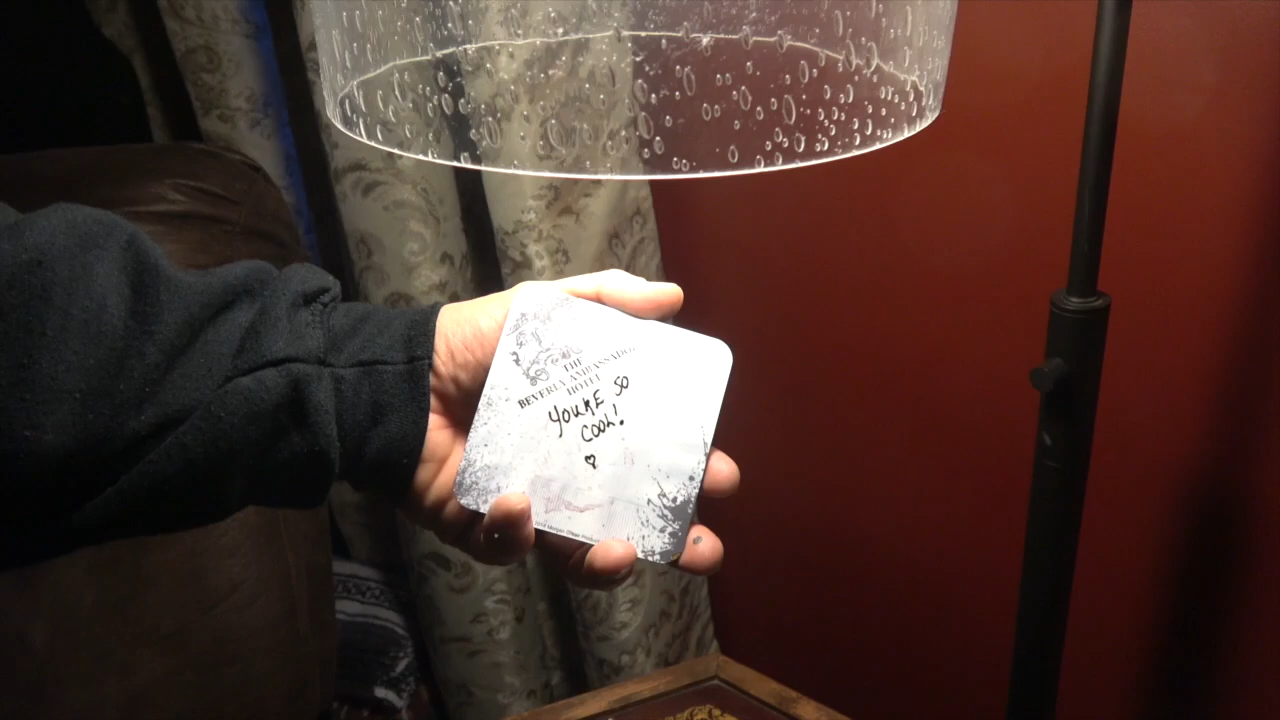 THE
BEVERLY AMBASSADOR
HOTEL
YOU'RE SO
COOL!